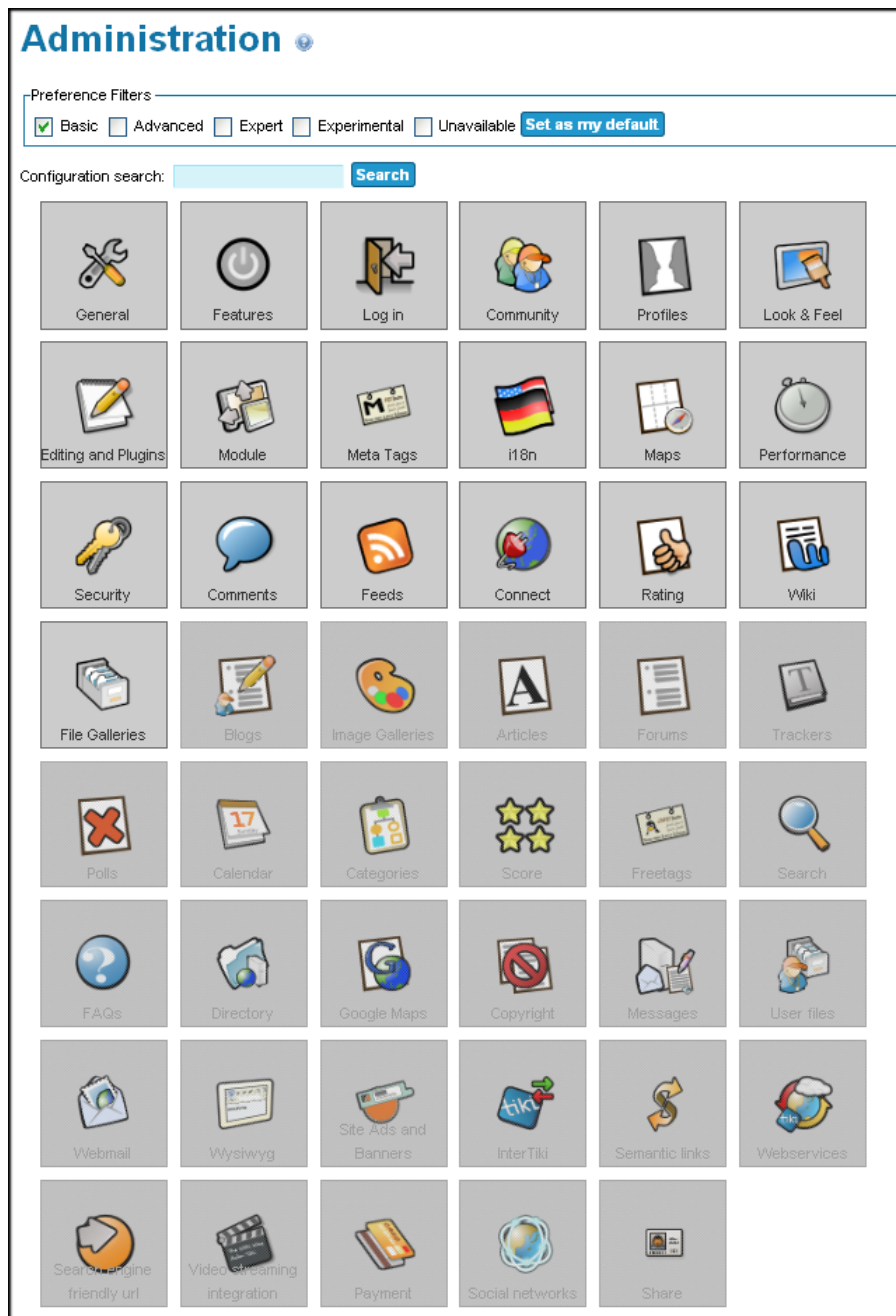 Administration
Preference Filters
Basic Advanced Expert Experimental Unavailable Set as my default
Configuration search: Search
General Features Log in Community Profiles Look & Feel
Editing and Plugins Module Meta Tags i18n Maps Performance
Security Comments Feeds Connect Rating Wiki
File Galleries Blogs Image Galleries Articles Forums Trackers
17
Polls Calendar Categories Score Freetags Search
FAQs Directory Google Maps Copyright Messages User files
tiki
Site Ads and
Webmail Wysiwyg Banners InterTiki Semantic links Webservices
Search engine Video streaming
friendly url integration Payment Social networks Share